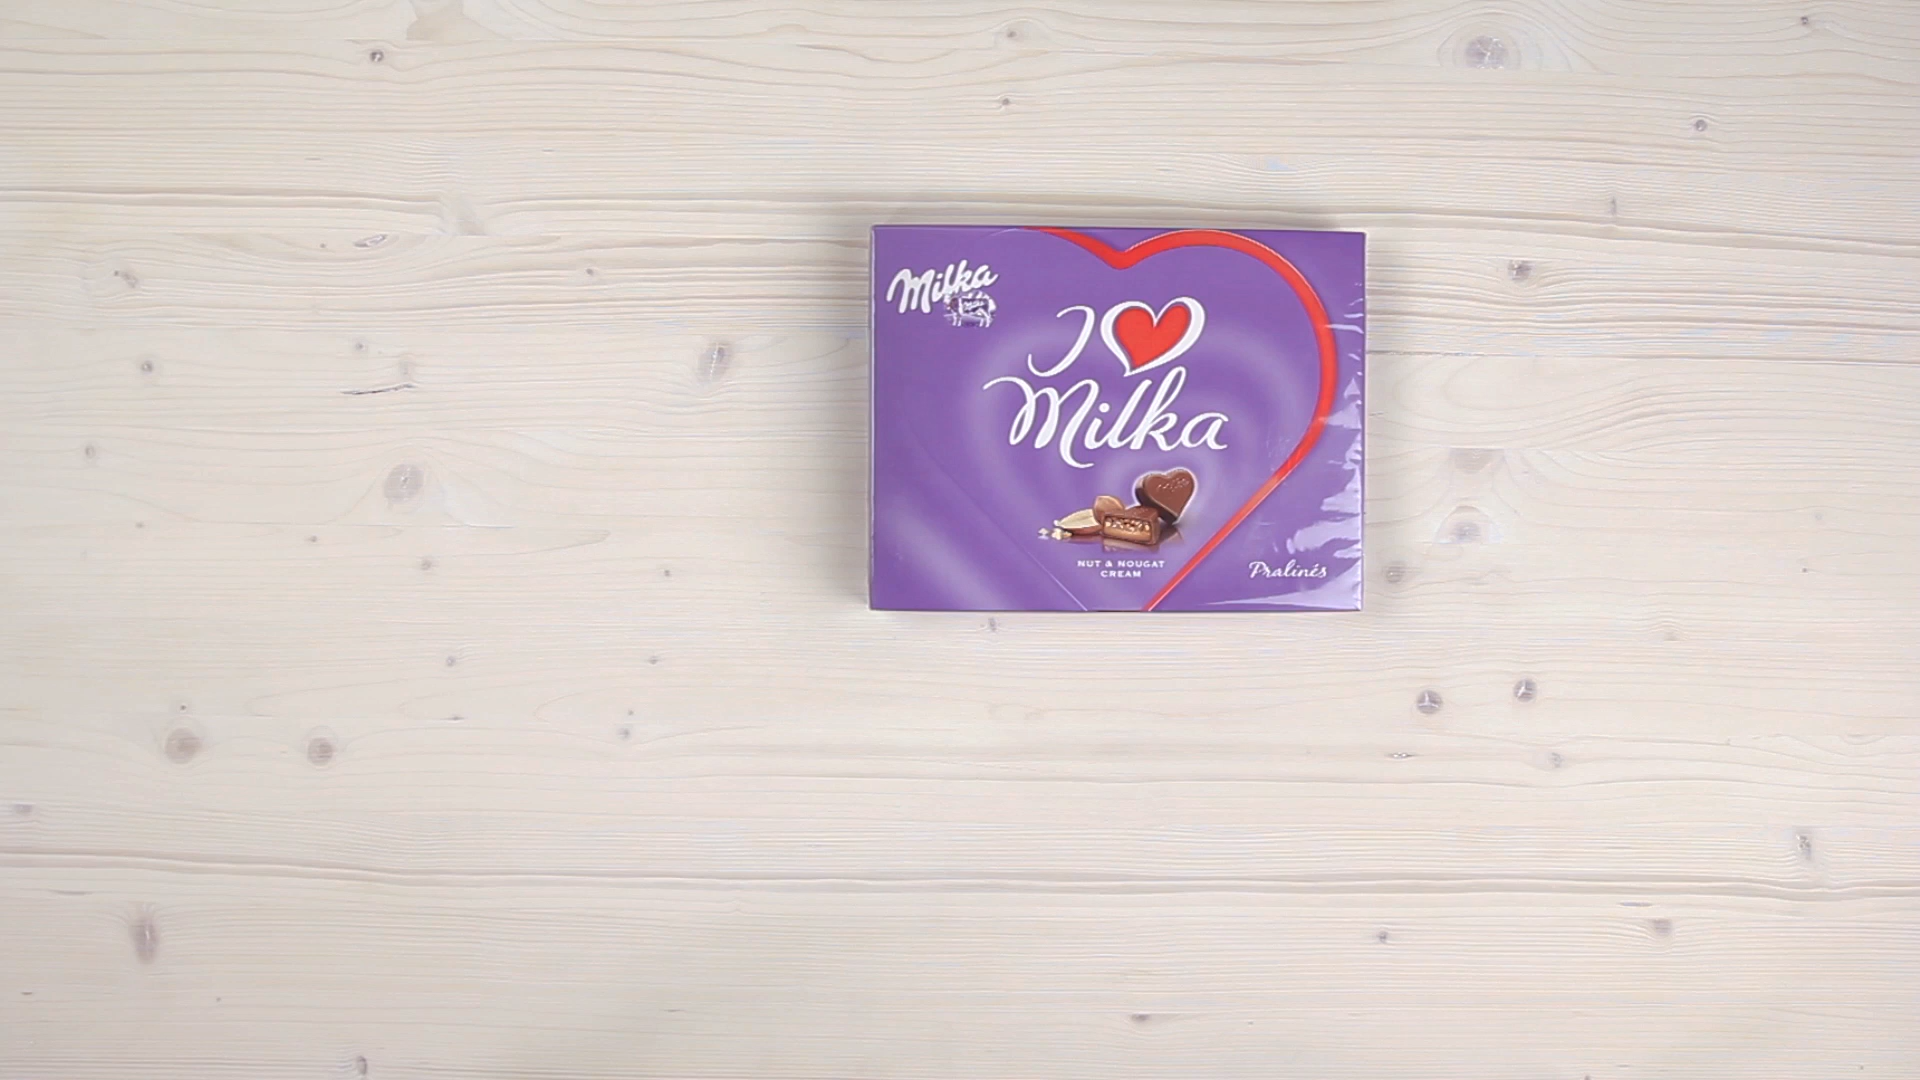 Milka
I
Milka
NUT & NOUGAT
CREAM
Pralinés